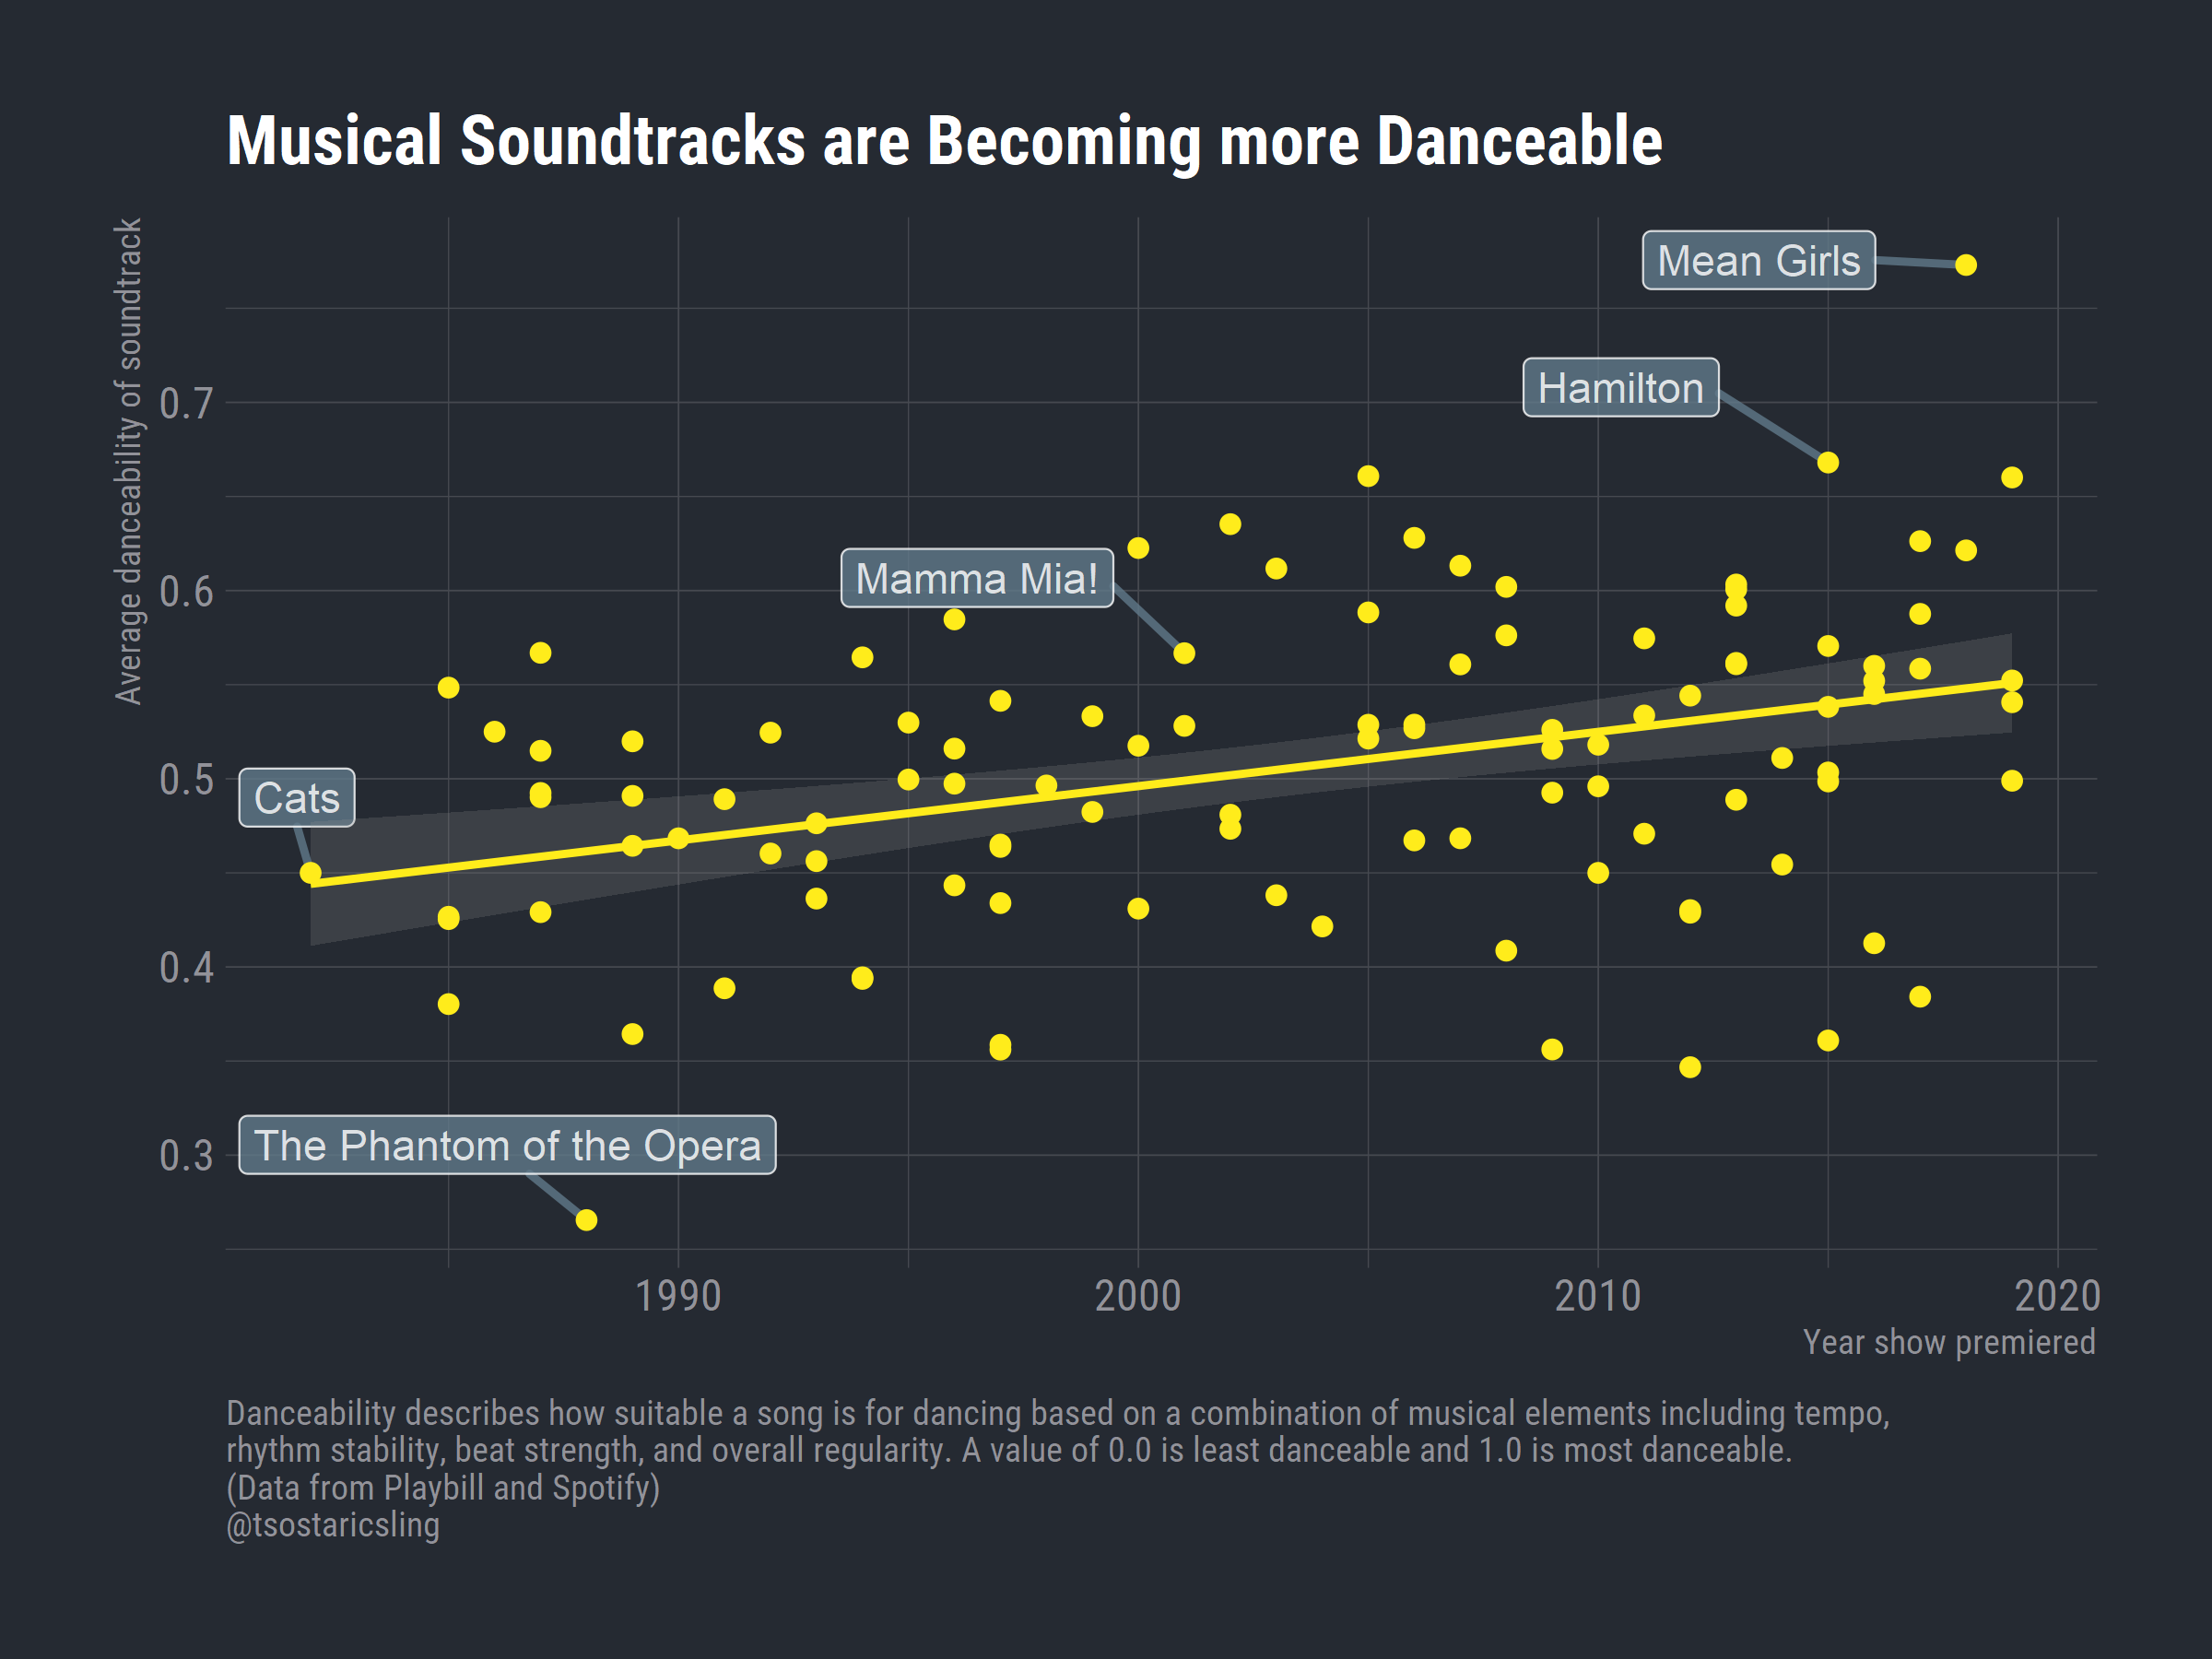 Musical Soundtracks are Becoming more Danceable
Average danceability of soundtrack
Mean Girls
0.7
Hamilton
0.6
Mamma Mia!
0.5
Cats
0.4
0.3
The Phantom of the Opera
1990
2000
2010
2020
Year show premiered
Danceability describes how suitable a song is for dancing based on a combination of musical elements including tempo,
rhythm stability, beat strength, and overall regularity. A value of 0.0 is least danceable and 1.0 is most danceable.
(Data from Playbill and Spotify)
@tsostaricsling